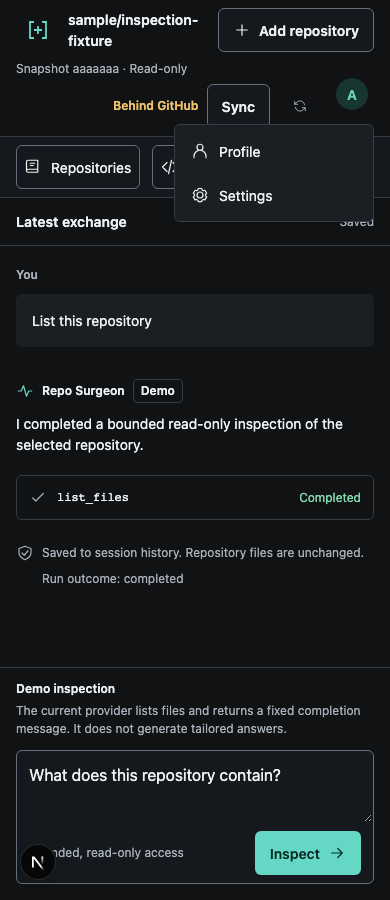 sample/inspection-
fixture
Add repository
Snapshot aaaaaaa · Read-only
Behind GitHub
Sync
A
Profile
Settings
Repositories
Latest exchange
Saved
You
List this repository
Repo Surgeon
Demo
I completed a bounded read-only inspection of the
selected repository.
list_files
Completed
Saved to session history. Repository files are unchanged.
Run outcome: completed
Demo inspection
The current provider lists files and returns a fixed completion
message. It does not generate tailored answers.
What does this repository contain?
N
nded, read-only access
Inspect